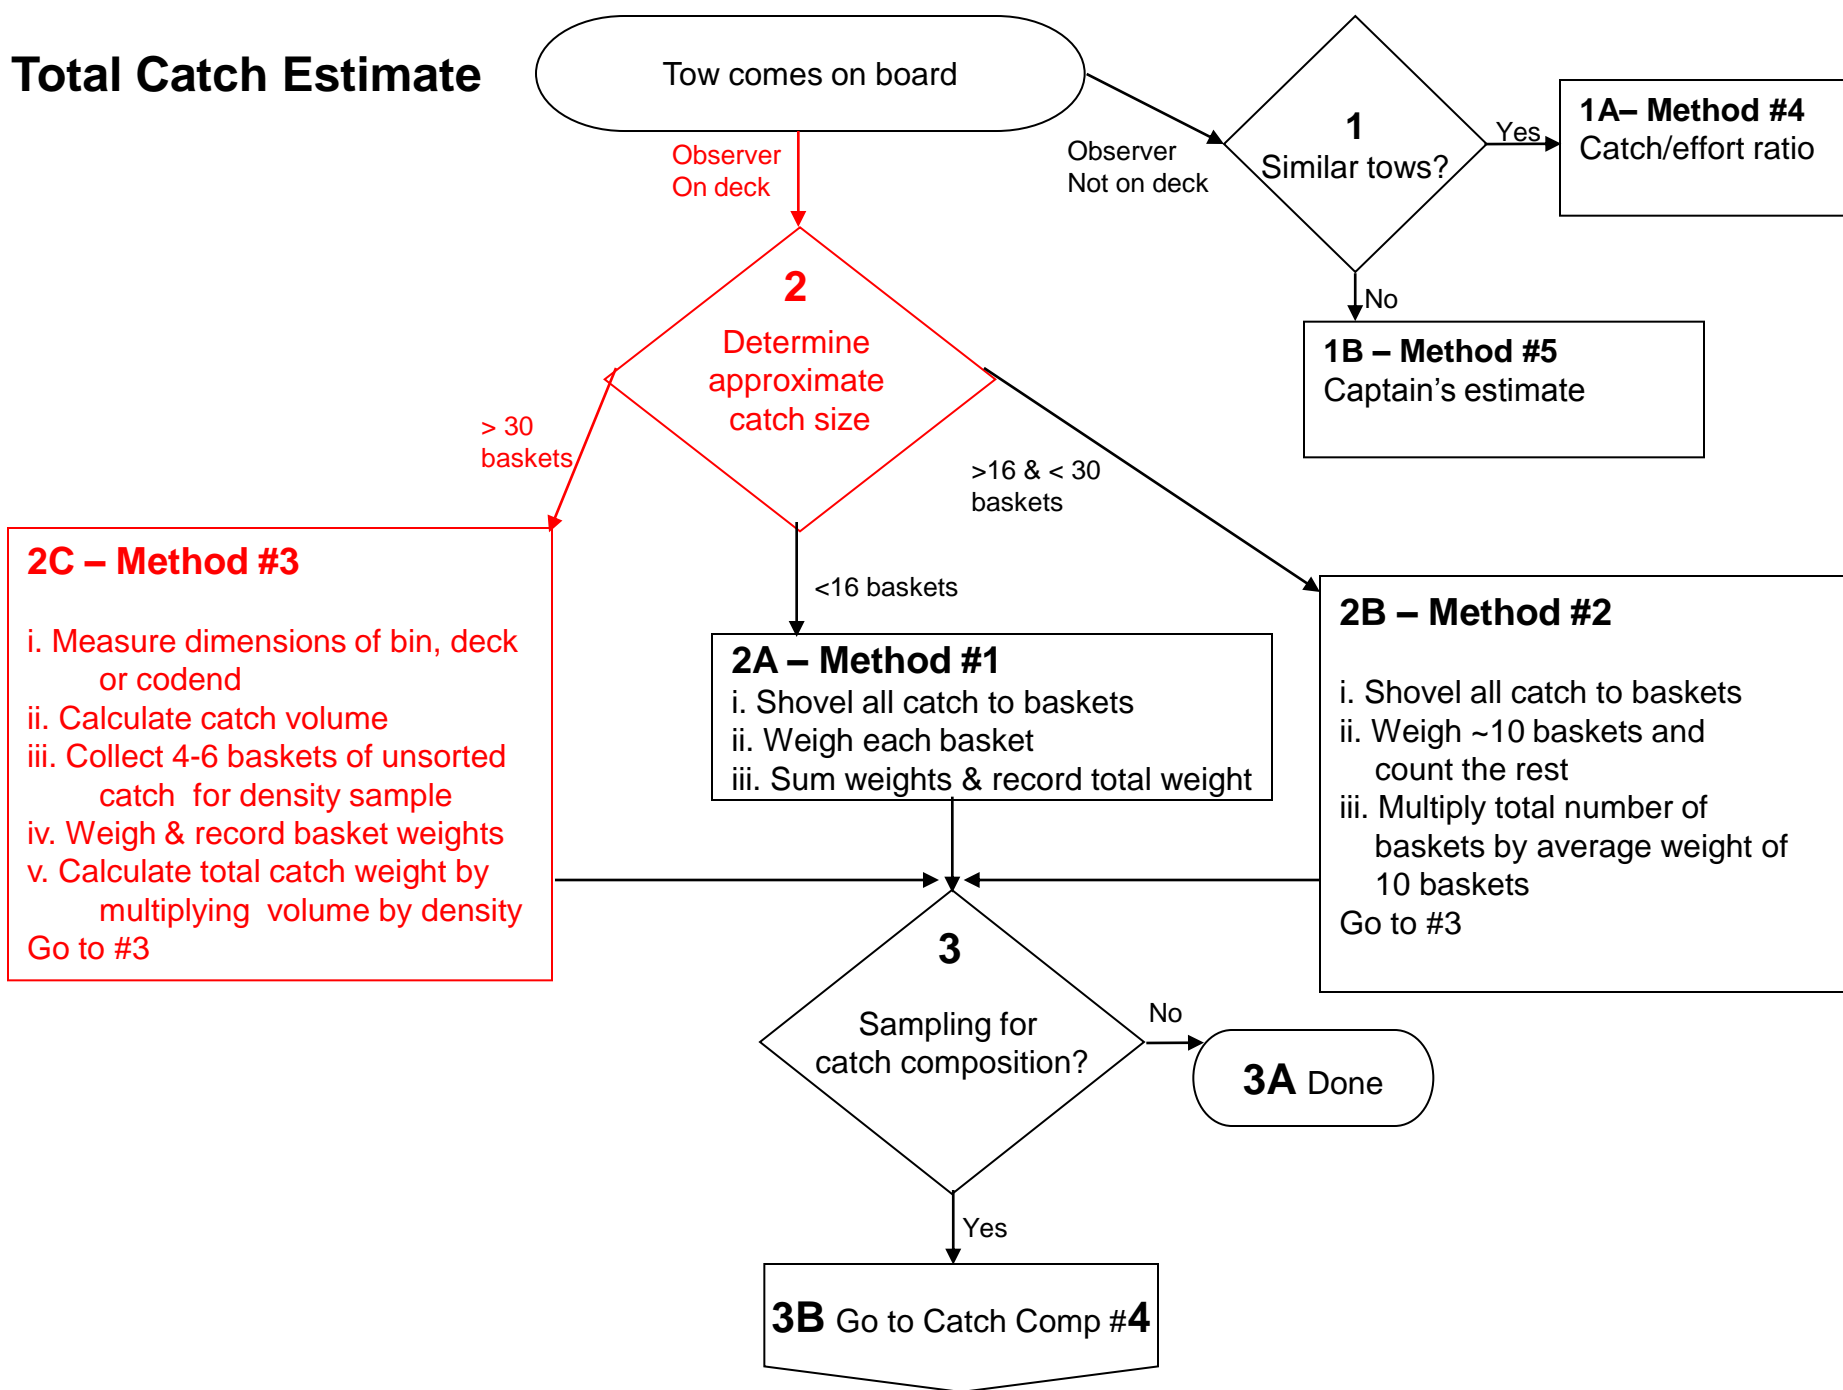 Total Catch Estimate
Tow comes on board
Observer
On deck
Observer
Not on deck
1
Similar tows?
Yes
1A– Method #4
Catch/effort ratio
No
1B – Method #5
Captain’s estimate
2
Determine
approximate
catch size
> 30
baskets
<16 baskets
>16 & < 30
baskets
2C – Method #3
i. Measure dimensions of bin, deck
or codend
ii. Calculate catch volume
iii. Collect 4-6 baskets of unsorted
catch for density sample
iv. Weigh & record basket weights
v. Calculate total catch weight by
multiplying volume by density
Go to #3
2A – Method #1
i. Shovel all catch to baskets
ii. Weigh each basket
iii. Sum weights & record total weight
2B – Method #2
i. Shovel all catch to baskets
ii. Weigh ~10 baskets and
count the rest
iii. Multiply total number of
baskets by average weight of
10 baskets
Go to #3
3
Sampling for
catch composition?
No
3A Done
Yes
3B Go to Catch Comp #4